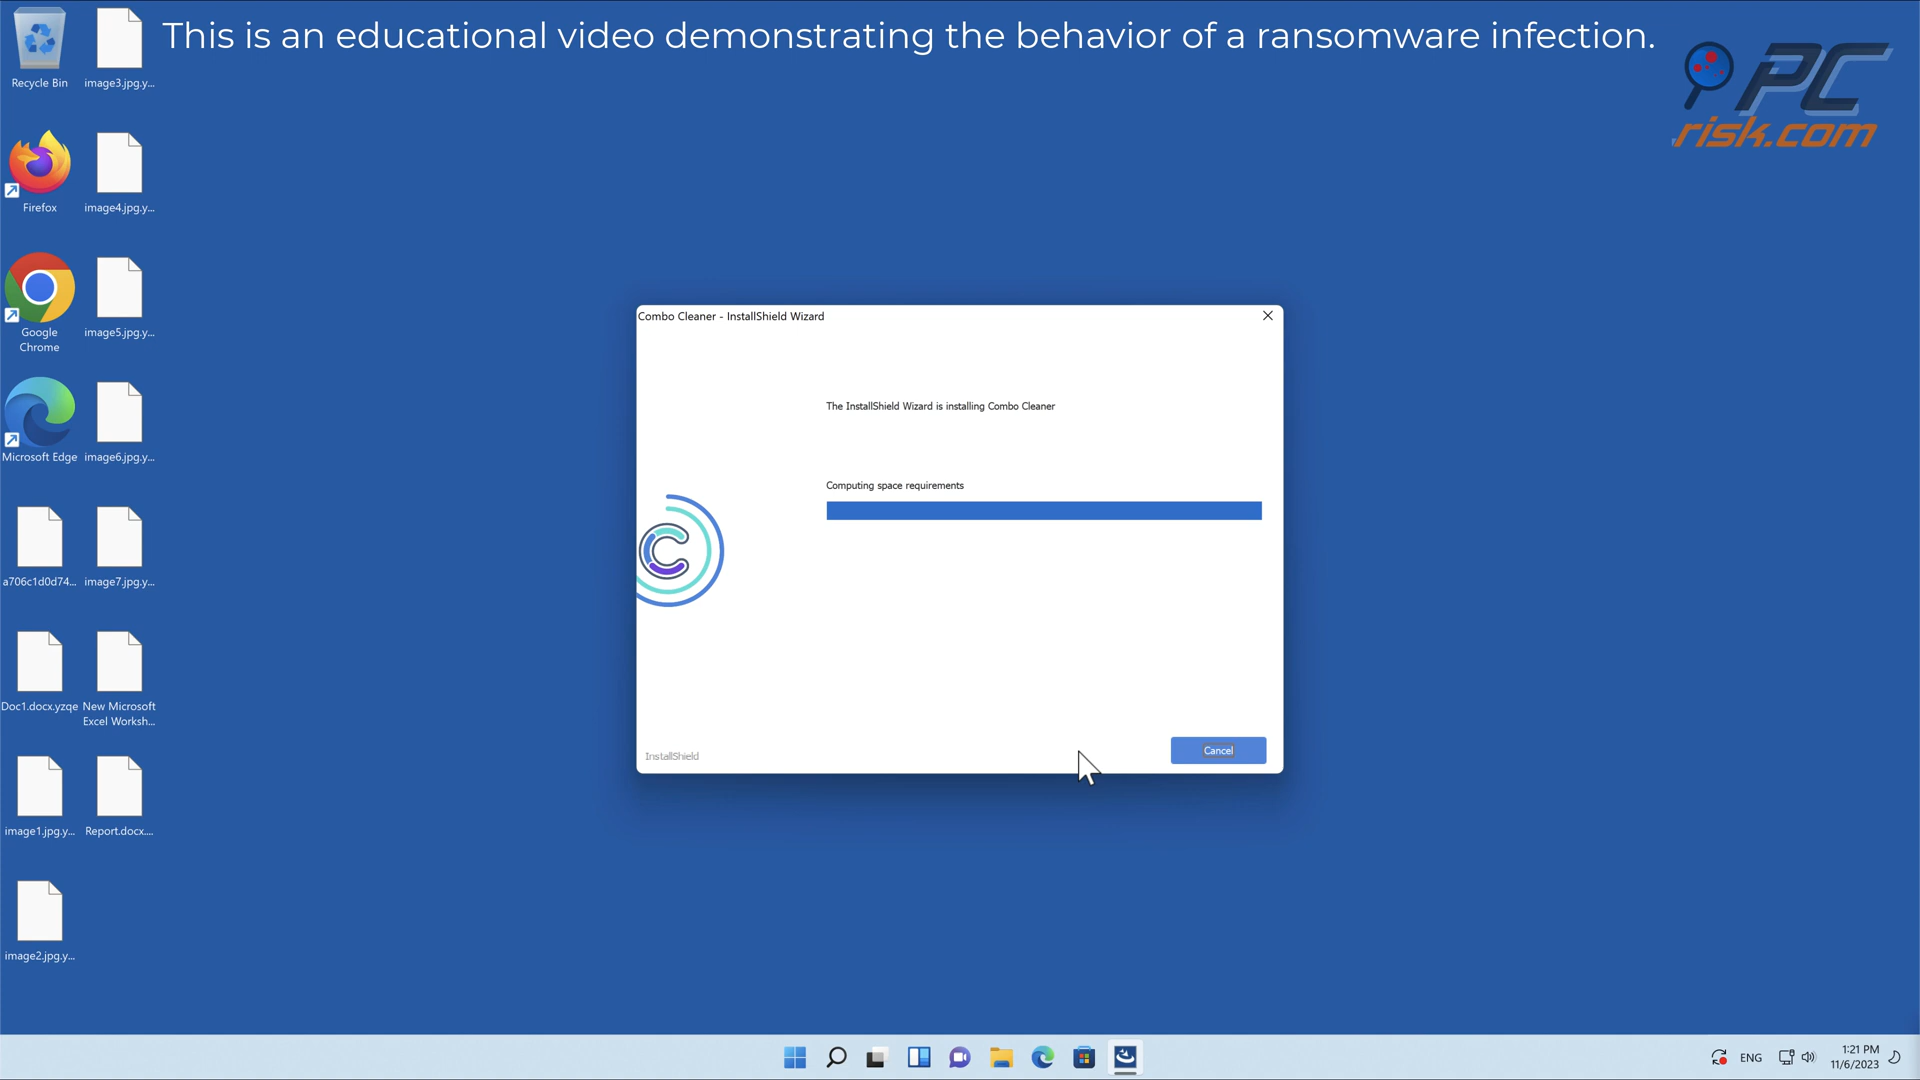 This is an educational video demonstrating the behavior of a ransomware infection.
PC
risk.com
Recycle Bin
image3.jpg.y...
Firefox
image4.jpg.y...
Google
Chrome
image5.jpg.y...
Microsoft Edge
image6.jpg.y...
a706c1d0d74...
image7.jpg.y...
Doc1.docx.yzqe
New Microsoft
Excel Worksh...
image1.jpg.y...
Report.docx....
image2.jpg.y...
Combo Cleaner - InstallShield Wizard
The InstallShield Wizard is installing Combo Cleaner
Computing space requirements
C
InstallShield
Cancel
ENG
1:21 PM
11/6/2023